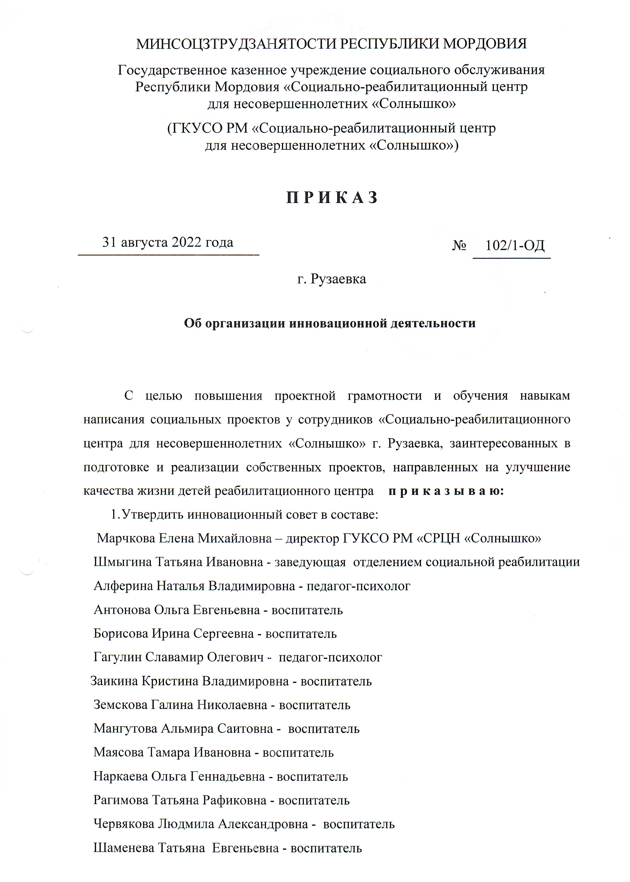 МИНСОЦЗТРУДЗАНЯТОСТИ РЕСПУБЛИКИ МОРДОВИЯ
Государственное казенное учреждение социального обслуживания
Республики Мордовия «Социально-реабилитационный центр
для несовершеннолетних «Солнышко»
(ГКУСО РМ «Социально-реабилитационный центр
для несовершеннолетних «Солнышко»)
П Р И К А З
31 августа 2022 года
№ 102/1-ОД
г. Рузаевка
Об организации инновационной деятельности
С целью повышения проектной грамотности и обучения навыкам
написания социальных проектов у сотрудников «Социально-реабилитационного
центра для несовершеннолетних «Солнышко» г. Рузаевка, заинтересованных в
подготовке и реализации собственных проектов, направленных на улучшение
качества жизни детей реабилитационного центра п р и к а з ы в а ю:
1.Утвердить инновационный совет в составе:
Марчкова Елена Михайловна – директор ГУКСО РМ «СРЦН «Солнышко»
Шмыгина Татьяна Ивановна - заведующая отделением социальной реабилитации
Алферина Наталья Владимировна - педагог-психолог
Антонова Ольга Евгеньевна - воспитатель
Борисова Ирина Сергеевна - воспитатель
Гагулин Славамир Олегович - педагог-психолог
Заикина Кристина Владимировна - воспитатель
Земскова Галина Николаевна - воспитатель
Мангутова Альмира Саитовна - воспитатель
Маясова Тамара Ивановна - воспитатель
Наркаева Ольга Геннадьевна - воспитатель
Рагимова Татьяна Рафиковна - воспитатель
Червякова Людмила Александровна - воспитатель
Шаменева Татьяна Евгеньевна - воспитатель